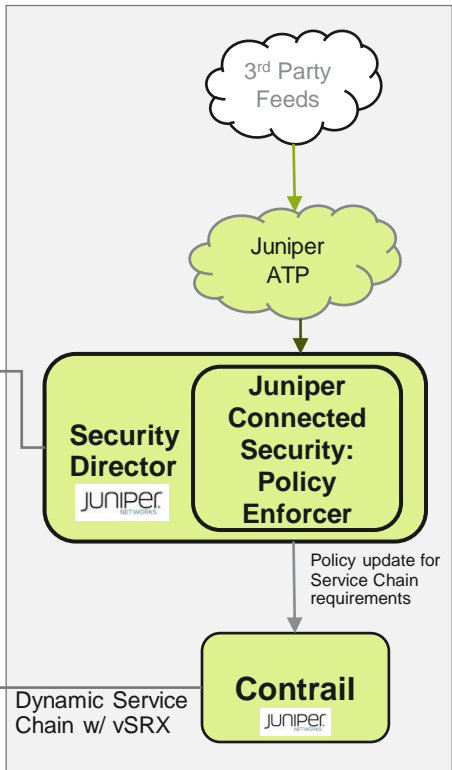 3rd Party
Feeds
Juniper
ATP
Security
Director
JUNIPER
NETWORKS
Juniper
Connected
Security:
Policy
Enforcer
Policy update for
Service Chain
requirements
Contrail
JUNIPER
NETWORKS
Dynamic Service
Chain w/ vSRX